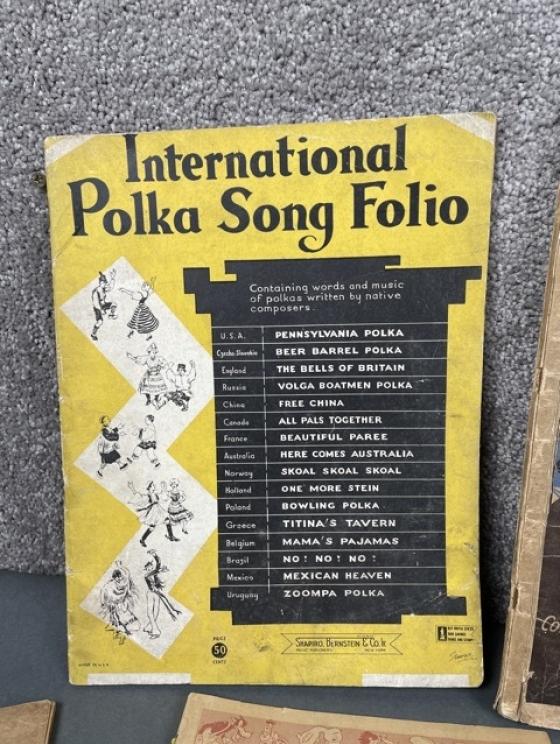 International
Polka Song Folio
Containing words and music
of polkas written by native
composers.
U.S.A. PENNSYLVANIA POLKA
Czecho-Slovakia BEER BARREL POLKA
England THE BELLS OF BRITAIN
Russia VOLGA BOATMEN POLKA
China FREE CHINA
Canada ALL PALS TOGETHER
France BEAUTIFUL PAREE
Australia HERE COMES AUSTRALIA
Norway SKOAL SKOAL SKOAL
Holland ONE MORE STEIN
Poland BOWLING POLKA
Greece TITINA'S TAVERN
Belgium MAMA'S PAJAMAS
Brazil NO! NO! NO!
Mexico MEXICAN HEAVEN
Uruguay ZOOMPA POLKA
PRICE
50
CENTS
SHAPIRO, BERNSTEIN & CO. INC.
MUSIC PUBLISHERS NEW YORK